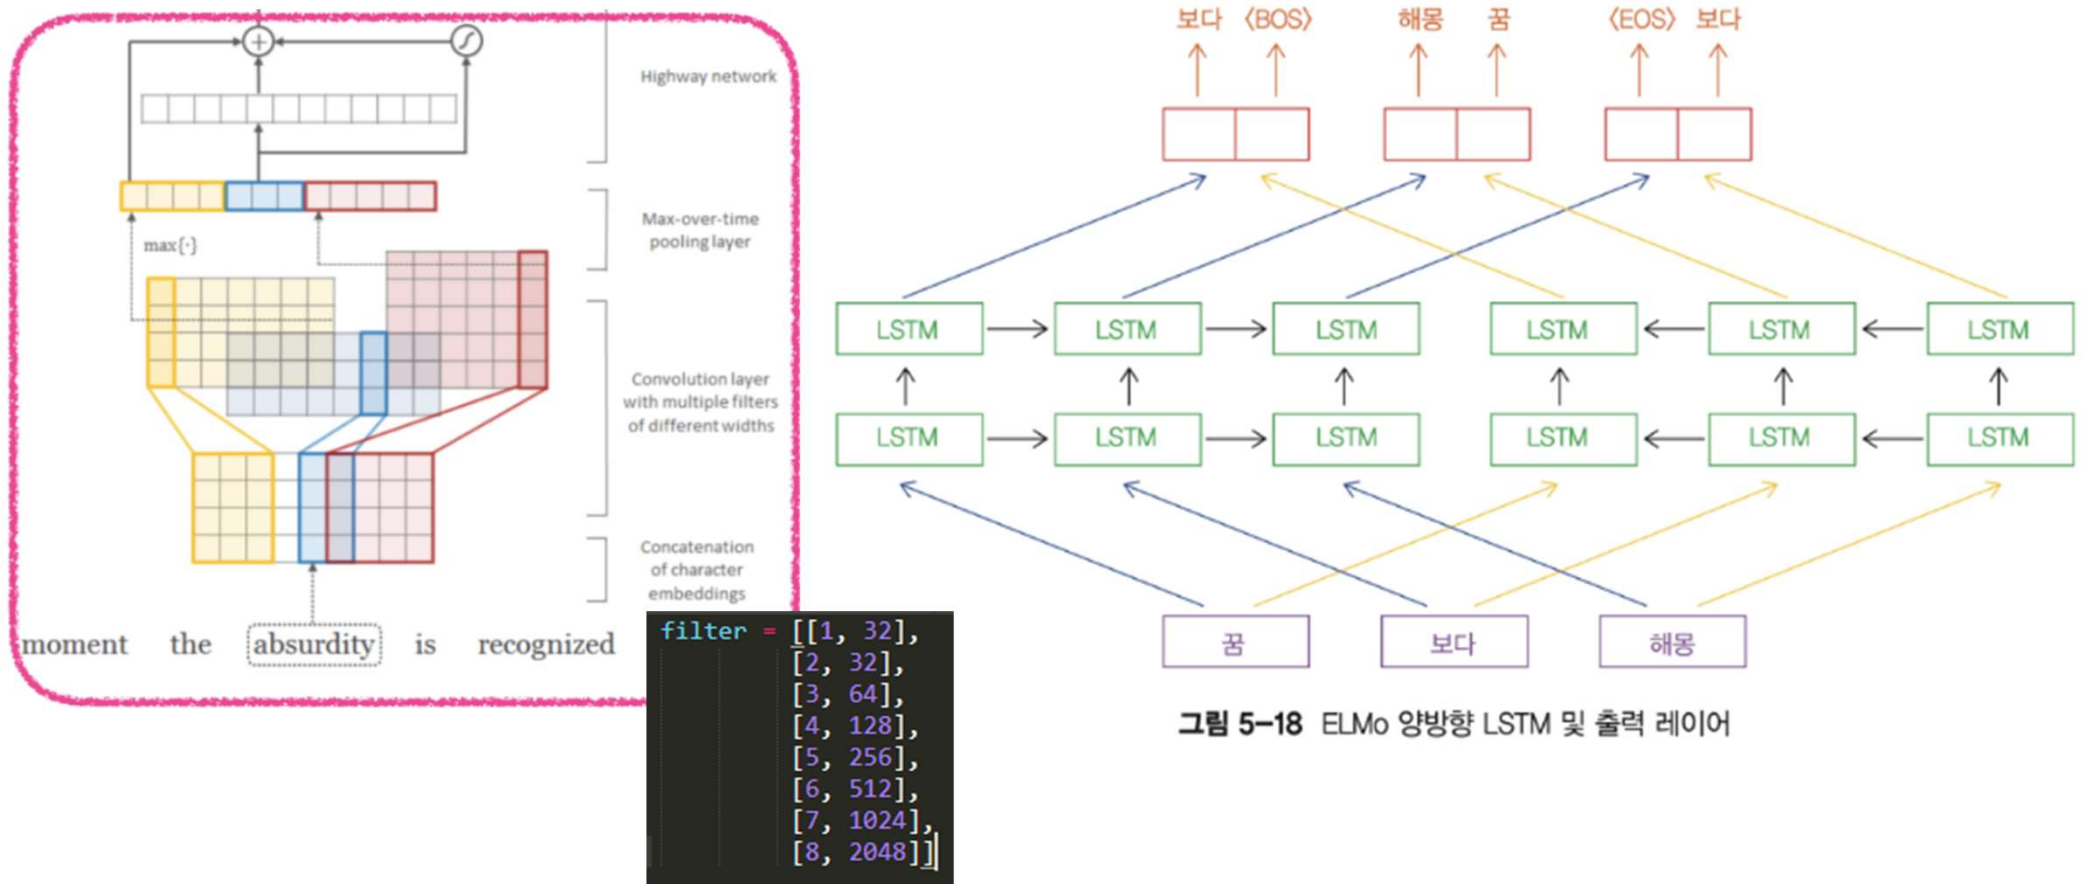 Highway network
Max-over-time
pooling layer
max{·}
Convolution layer
with multiple filters
of different widths
Concatenation
of character
embeddings
moment the absurdity is recognized
filter = [[1, 32],
[2, 32],
[3, 64],
[4, 128],
[5, 256],
[6, 512],
[7, 1024],
[8, 2048]]
보다 〈BOS〉 해몽 꿈 〈EOS〉 보다
LSTM LSTM LSTM LSTM LSTM LSTM
LSTM LSTM LSTM LSTM LSTM LSTM
꿈 보다 해몽
그림 5-18 ELMo 양방향 LSTM 및 출력 레이어